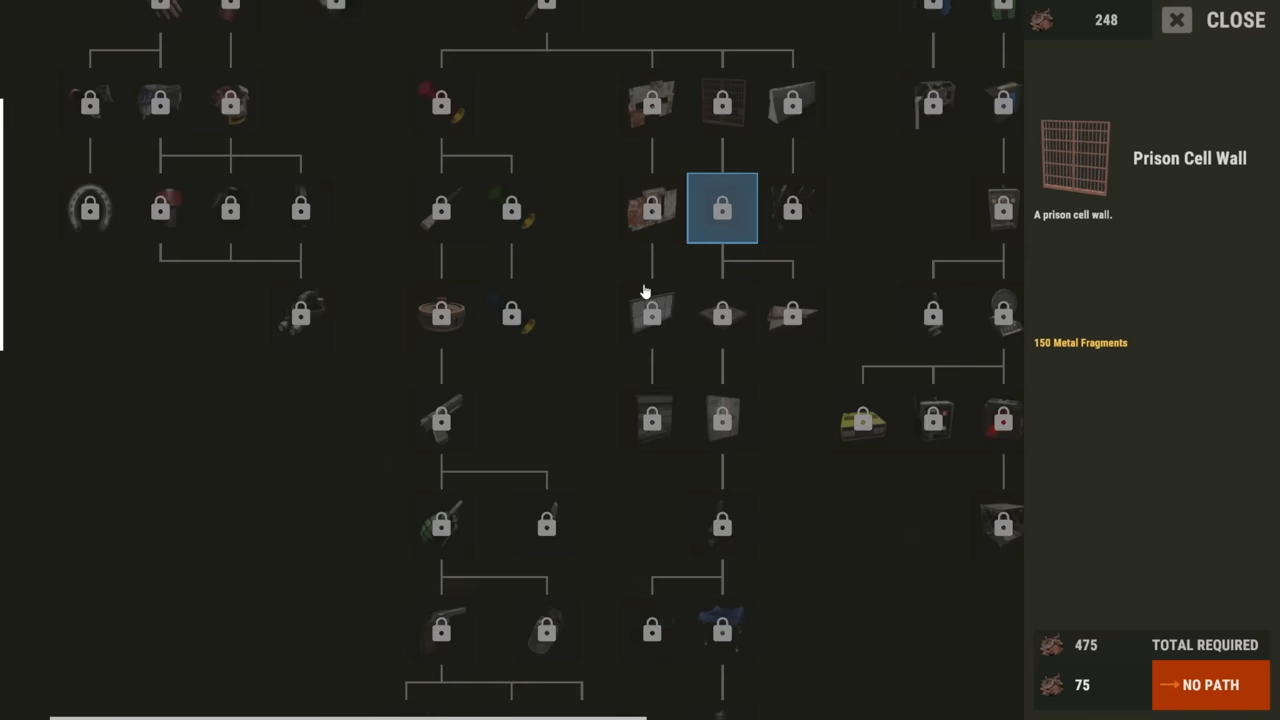 248
CLOSE
Prison Cell Wall
A prison cell wall.
150 Metal Fragments
475 TOTAL REQUIRED
75 NO PATH